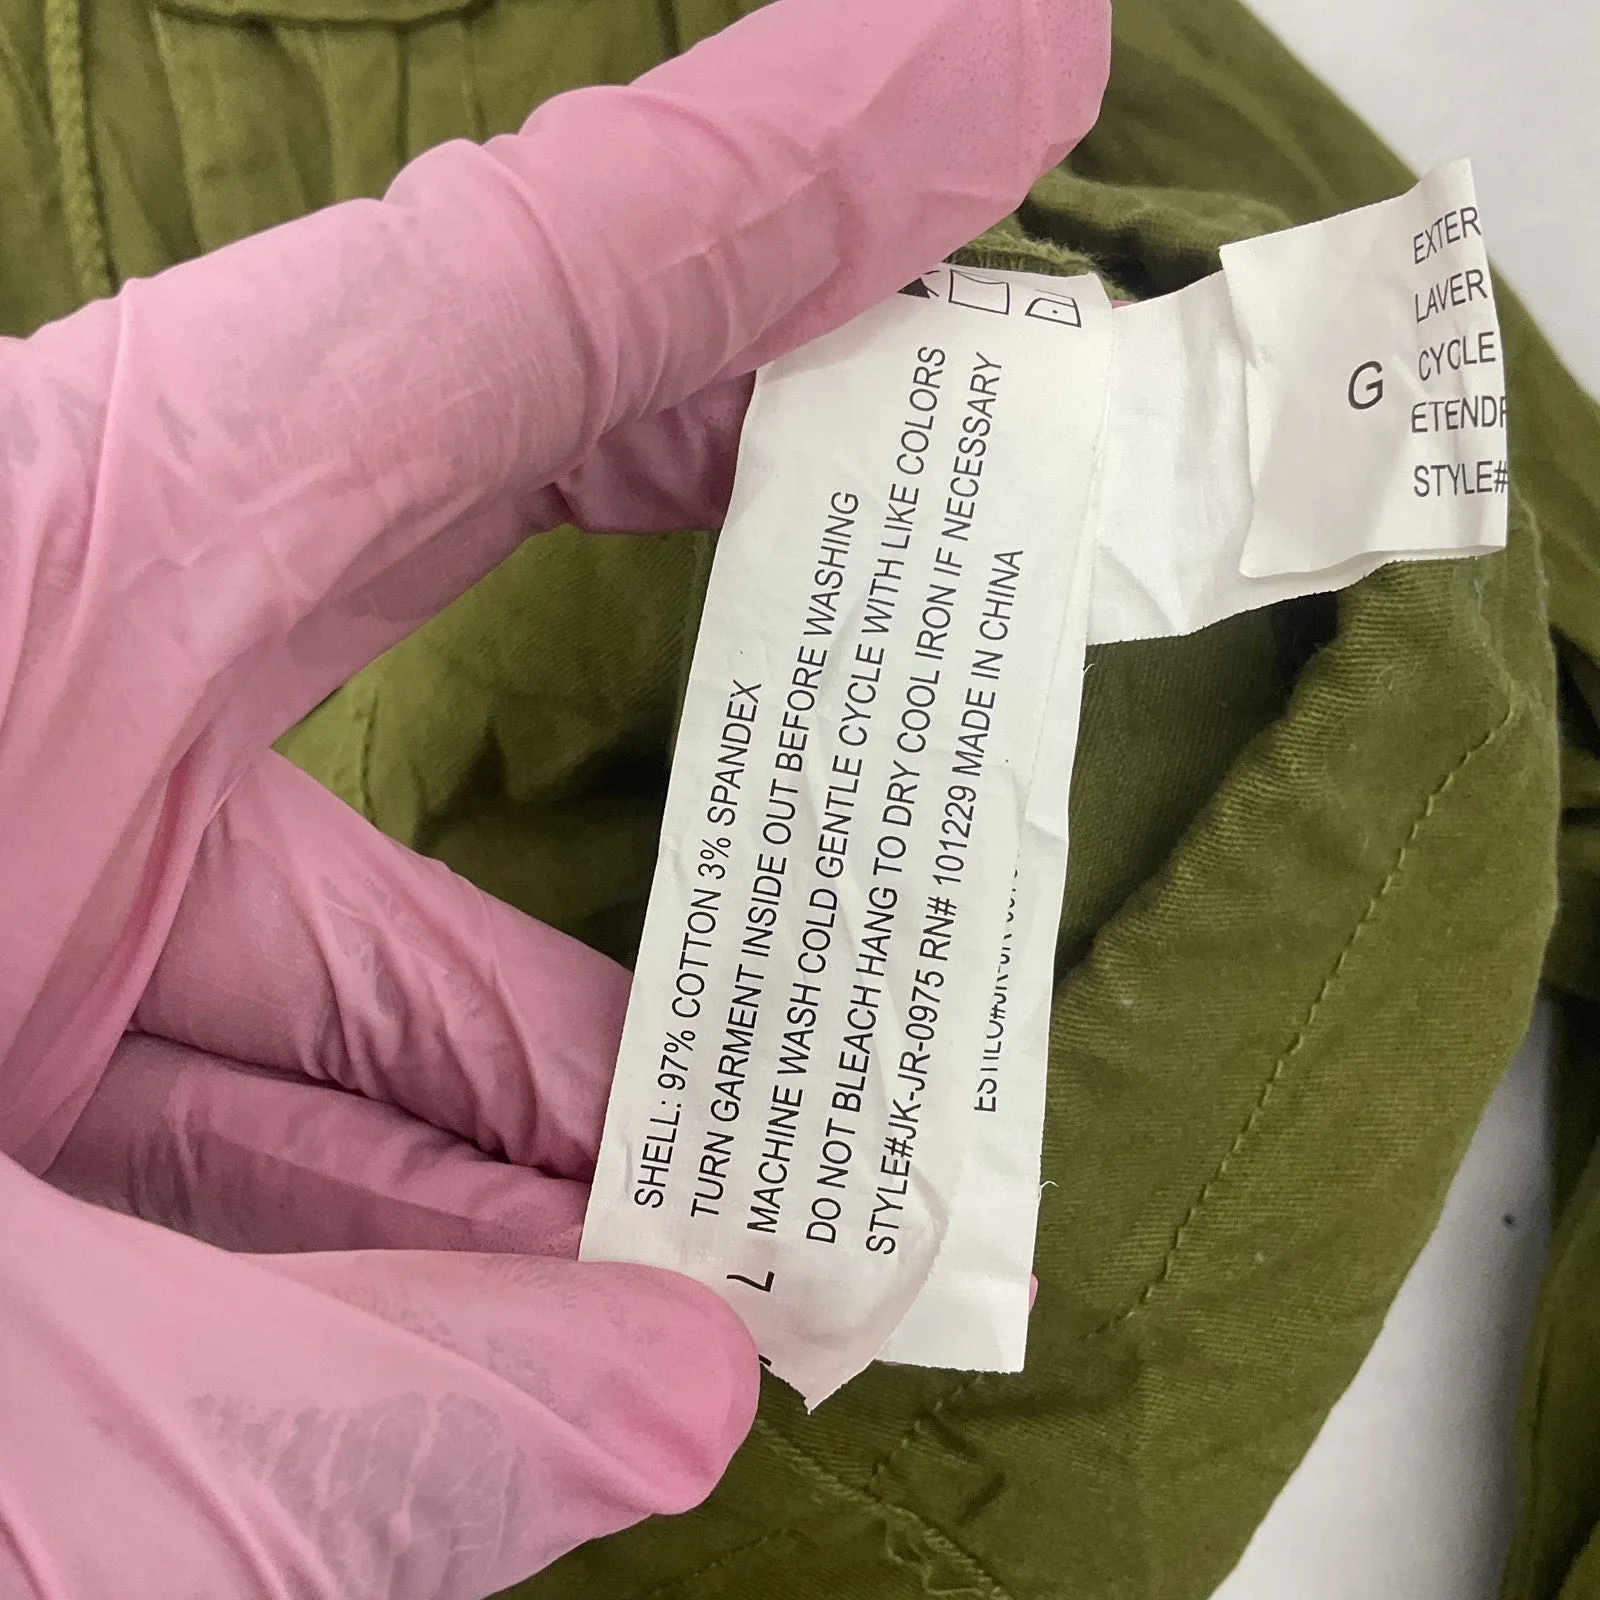 SHELL: 97% COTTON 3% SPANDEX
TURN GARMENT INSIDE OUT BEFORE WASHING
MACHINE WASH COLD GENTLE CYCLE WITH LIKE COLORS
DO NOT BLEACH HANG TO DRY COOL IRON IF NECESSARY
STYLE#JK-JR-0975 RN# 101229 MADE IN CHINA
L
G
EXTER
LAVER
CYCLE
ETENDR
STYLE#